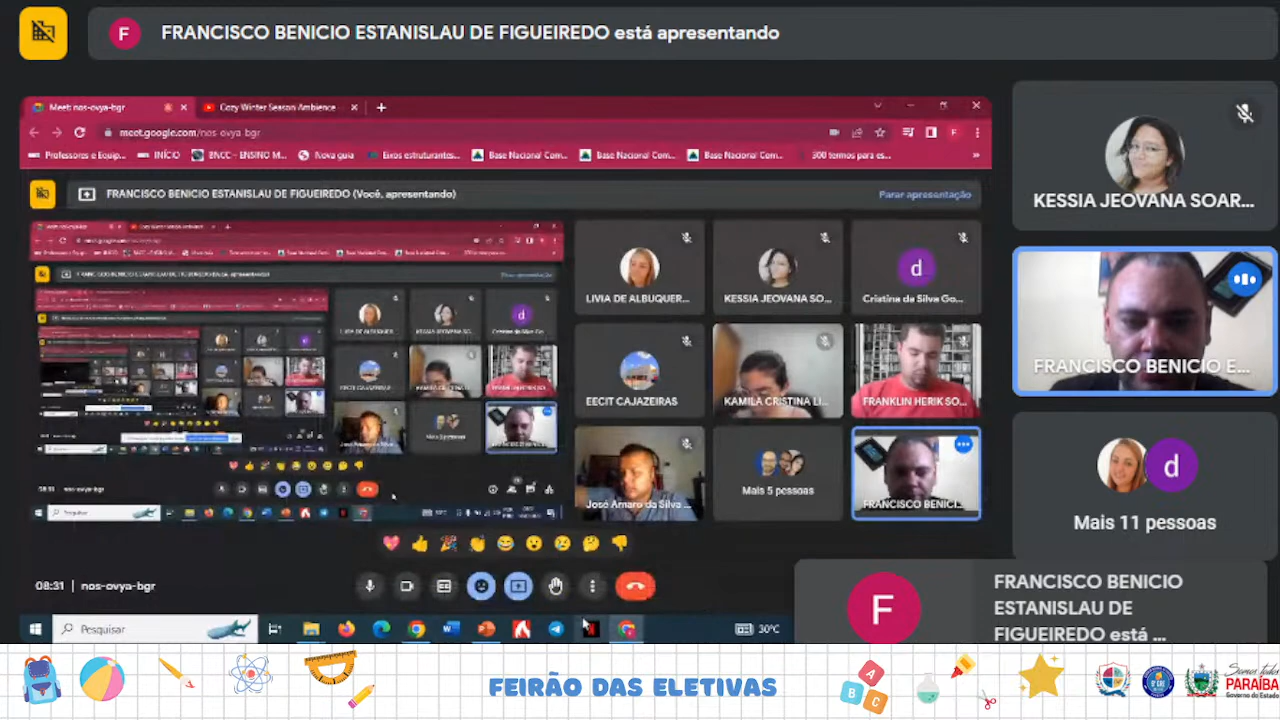 FRANCISCO BENICIO ESTANISLAU DE FIGUEIREDO está apresentando
F
Meet: nos-ovya-bgr
Cozy Winter Season Ambience
meet.google.com/nos-ovya-bgr
F
Professores e Equip...
INÍCIO
BNCC - ENSINO M...
Nova guia
Eixos estruturantes...
Base Nacional Com...
Base Nacional Com...
Base Nacional Com...
300 termos para es...
FRANCISCO BENICIO ESTANISLAU DE FIGUEIREDO (Você, apresentando)
Parar apresentação
LIVIA DE ALBUQUER...
KESSIA JEOVANA SO...
d
Cristina da Silva Go...
EECIT CAJAZEIRAS
KAMILA CRISTINA LI...
FRANKLIN HERIK SO...
José Amaro da Silva ...
Mais 5 pessoas
FRANCISCO BENICI...
08:31 | nos-ovya-bgr
Pesquisar
30°C
KESSIA JEOVANA SOAR...
FRANCISCO BENICIO E...
d
Mais 11 pessoas
F
FRANCISCO BENICIO
ESTANISLAU DE
FIGUEIREDO está ...
FEIRÃO DAS ELETIVAS
A
B C
Somos todos
PARAÍBA
Governo do Estado